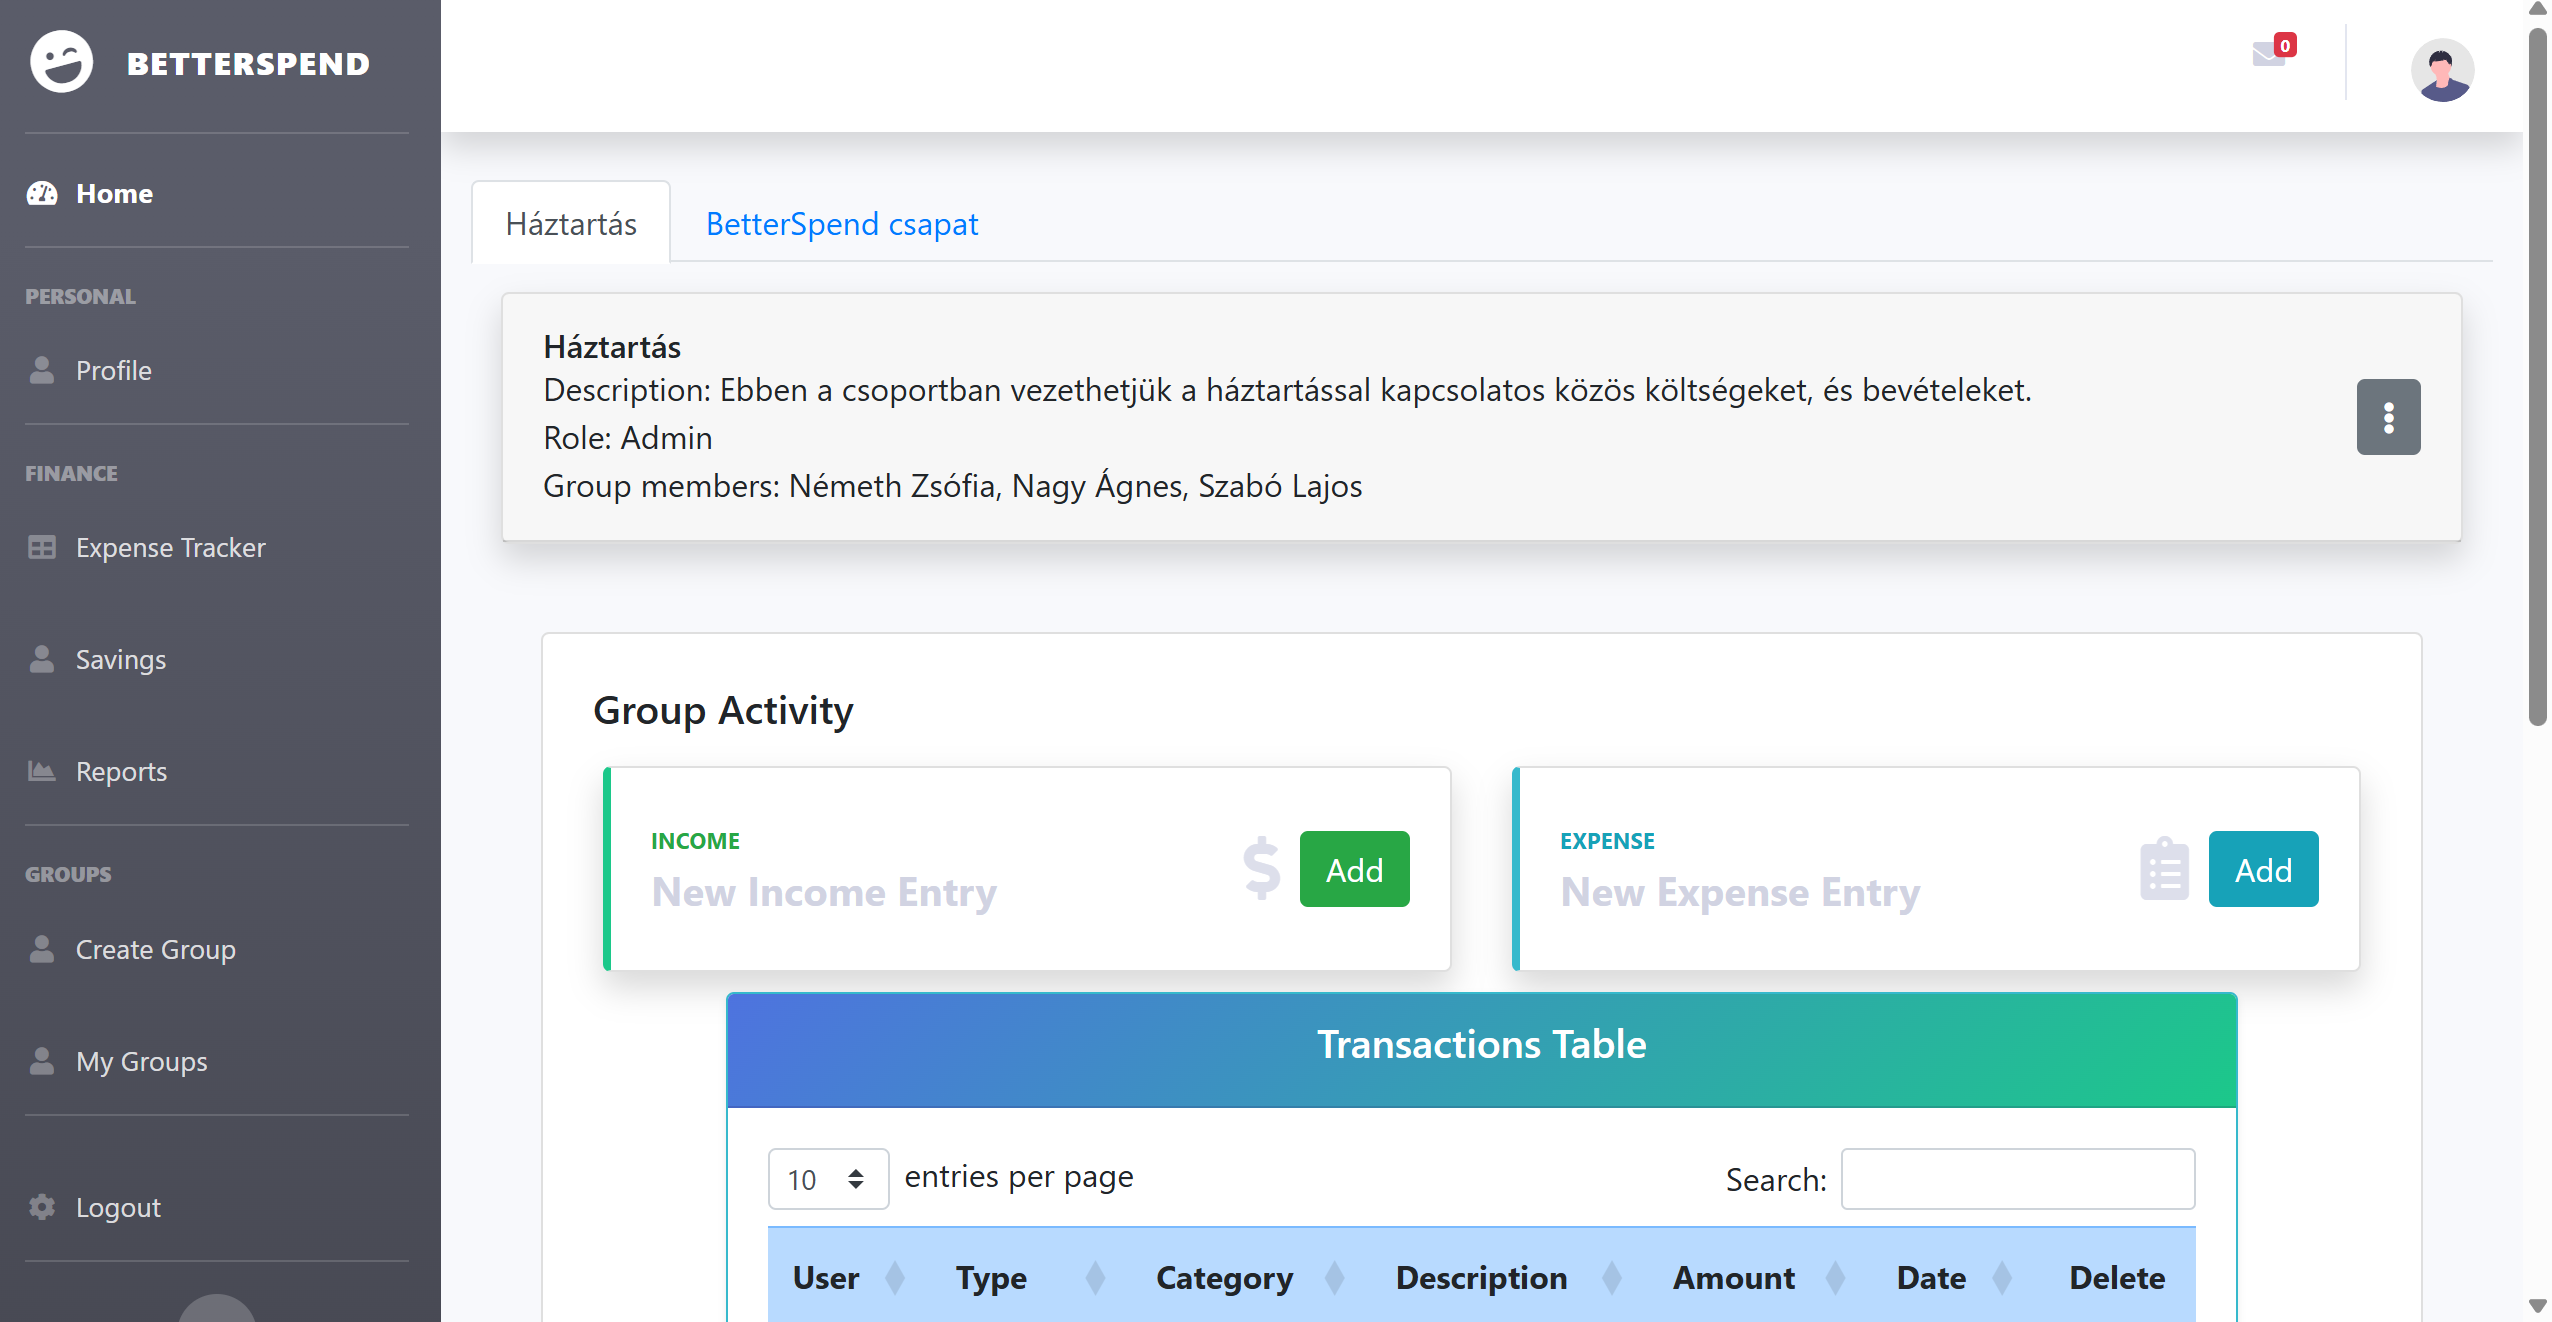 BETTERSPEND
0
Home
PERSONAL
Profile
FINANCE
Expense Tracker
Savings
Reports
GROUPS
Create Group
My Groups
Logout
Háztartás
BetterSpend csapat
Háztartás
Description: Ebben a csoportban vezethetjük a háztartással kapcsolatos közös költségeket, és bevételeket.
Role: Admin
Group members: Németh Zsófia, Nagy Ágnes, Szabó Lajos
Group Activity
INCOME
New Income Entry
$
Add
EXPENSE
New Expense Entry
Add
Transactions Table
10 entries per page
Search:
User Type Category Description Amount Date Delete